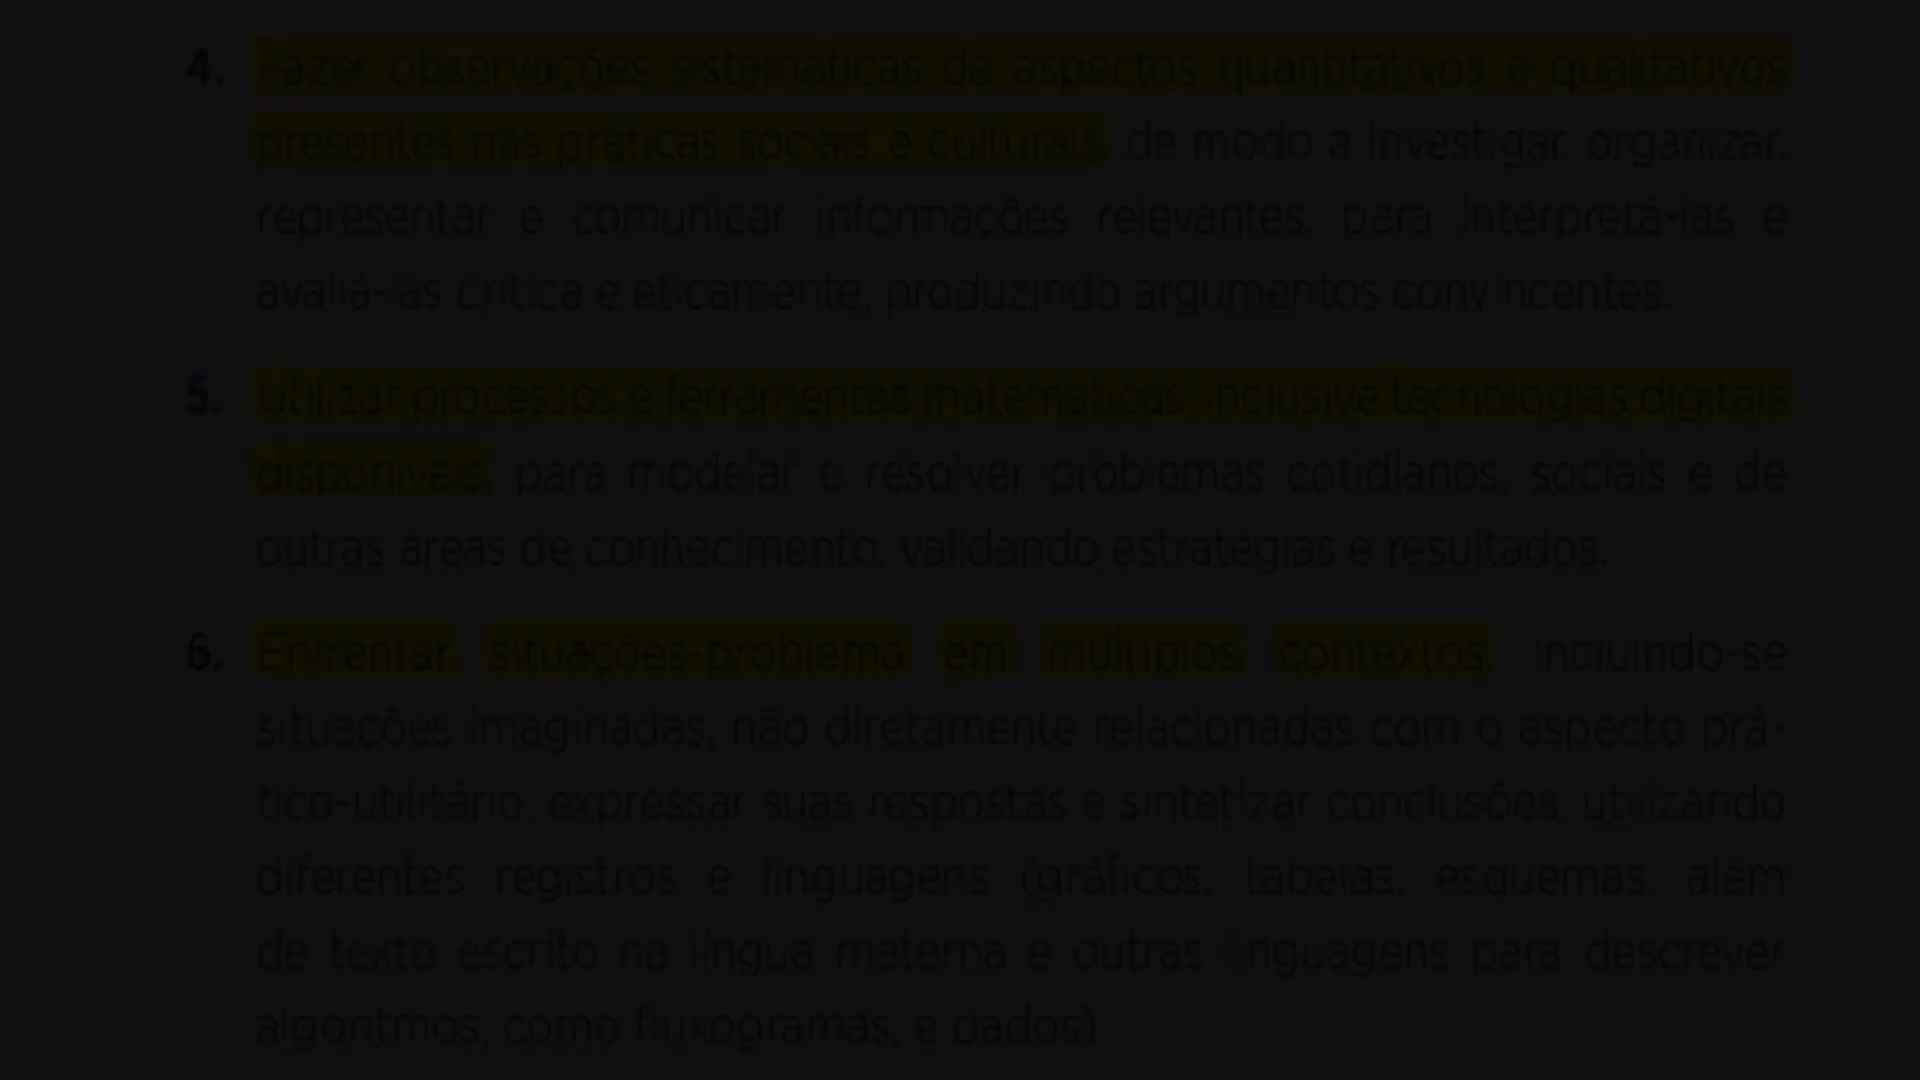 4. Fazer observações sistemáticas de aspectos quantitativos e qualitativos
presentes nas práticas sociais e culturais, de modo a investigar, organizar,
representar e comunicar informações relevantes, para interpretá-las e
avaliá-las crítica e eticamente, produzindo argumentos convincentes.
5. Utilizar processos e ferramentas matemáticas, inclusive tecnologias digitais
disponíveis, para modelar e resolver problemas cotidianos, sociais e de
outras áreas de conhecimento, validando estratégias e resultados.
6. Enfrentar situações-problema em múltiplos contextos, incluindo-se
situações imaginadas, não diretamente relacionadas com o aspecto prá-
tico-utilitário, expressar suas respostas e sintetizar conclusões, utilizando
diferentes registros e linguagens (gráficos, tabelas, esquemas, além
de texto escrito na língua materna e outras linguagens para descrever
algoritmos, como fluxogramas, e dados).